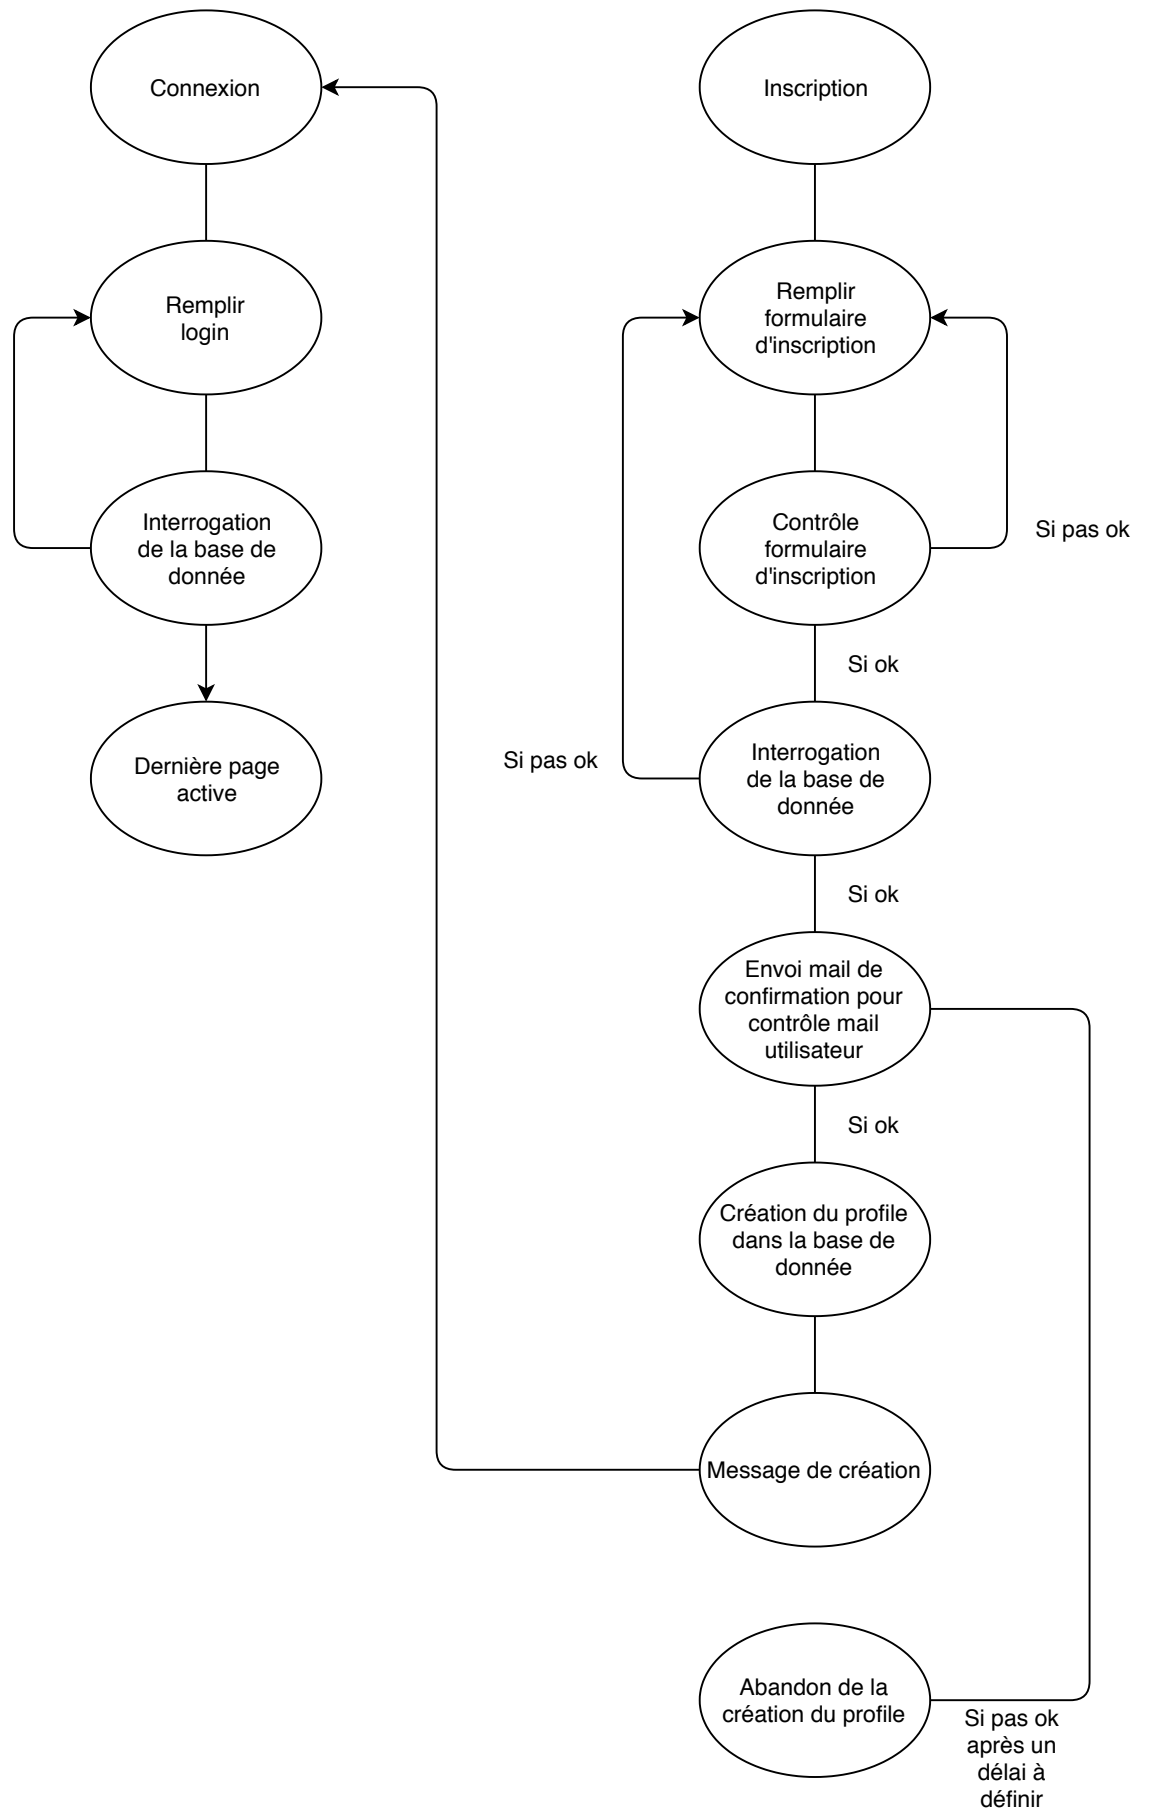 Connexion
Inscription
Remplir
login
Remplir
formulaire
d'inscription
Interrogation
de la base de
donnée
Contrôle
formulaire
d'inscription
Si pas ok
Si ok
Dernière page
active
Si pas ok
Interrogation
de la base de
donnée
Si ok
Envoi mail de
confirmation pour
contrôle mail
utilisateur
Si ok
Création du profile
dans la base de
donnée
Message de création
Abandon de la
création du profile
Si pas ok
après un
délai à
définir